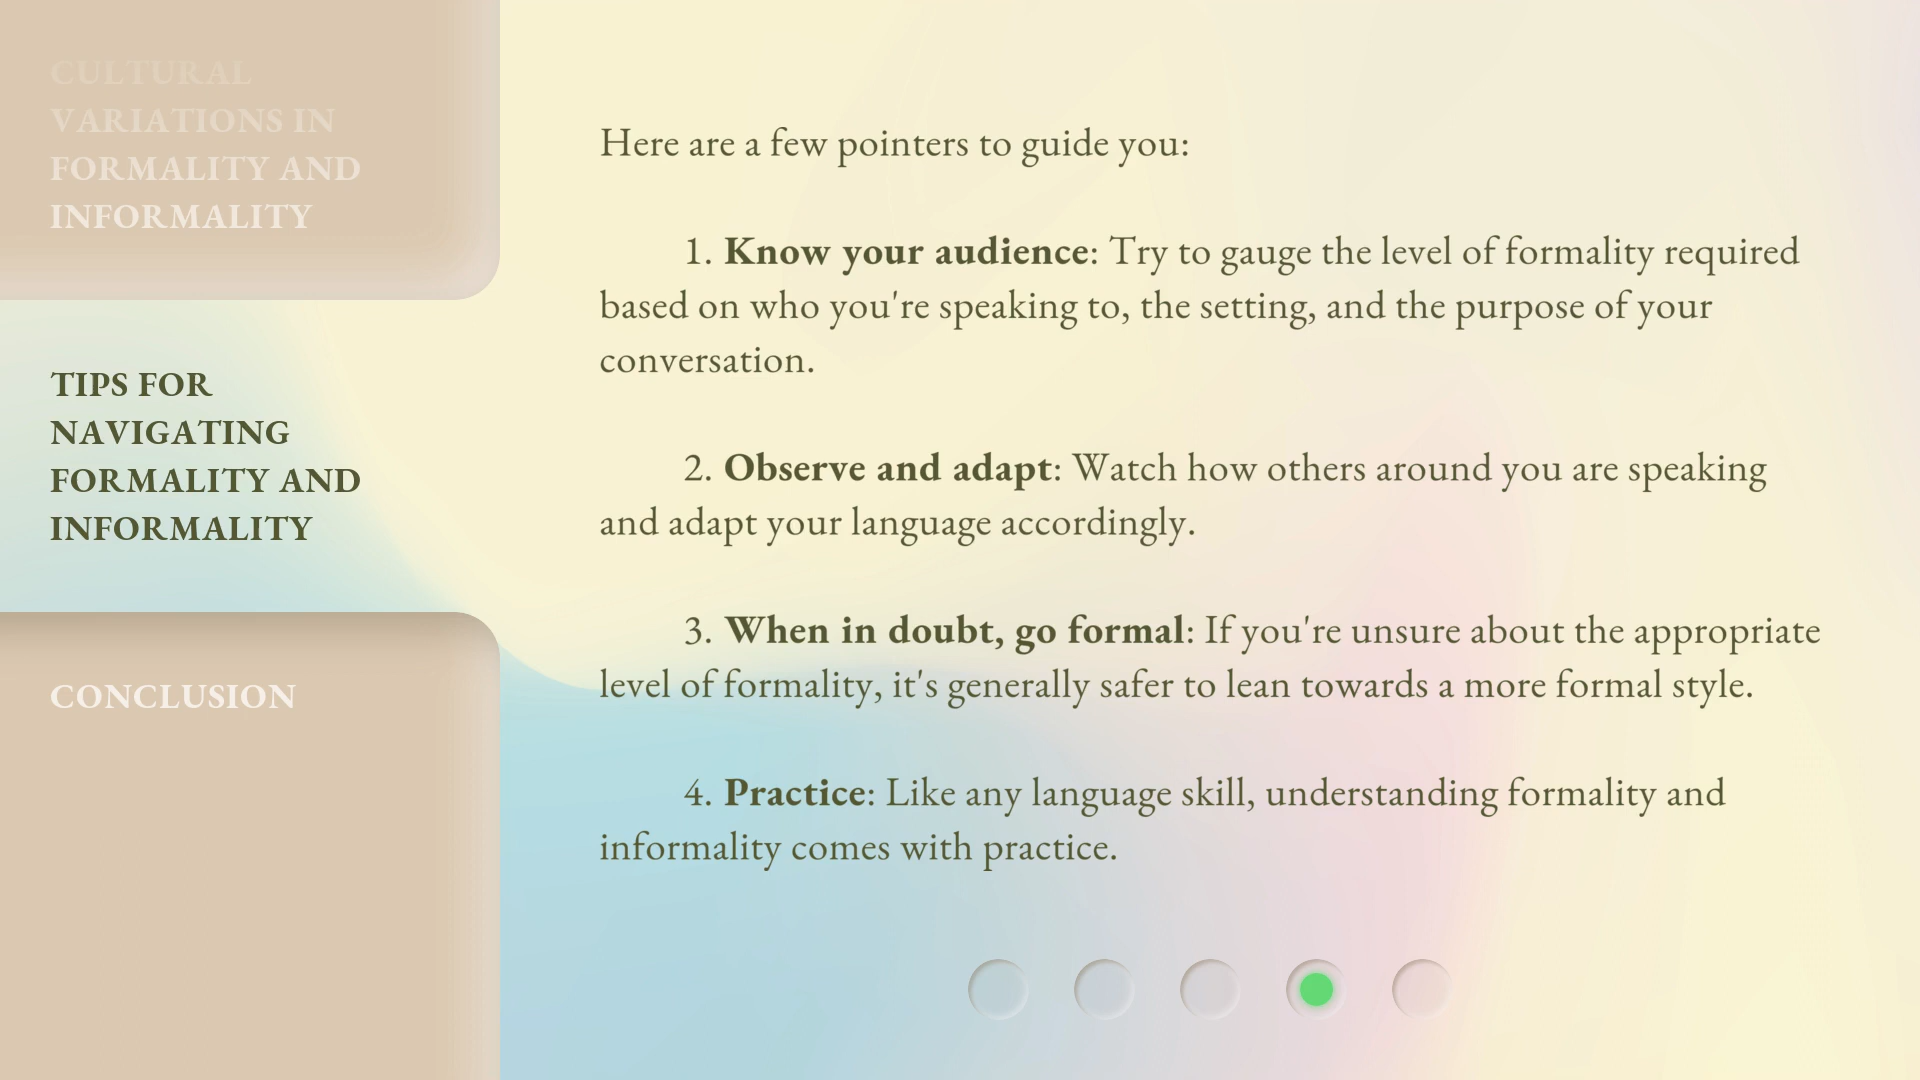 CULTURAL
VARIATIONS IN
FORMALITY AND
INFORMALITY
TIPS FOR
NAVIGATING
FORMALITY AND
INFORMALITY
CONCLUSION
Here are a few pointers to guide you:
1. Know your audience: Try to gauge the level of formality required
based on who you're speaking to, the setting, and the purpose of your
conversation.
2. Observe and adapt: Watch how others around you are speaking
and adapt your language accordingly.
3. When in doubt, go formal: If you're unsure about the appropriate
level of formality, it's generally safer to lean towards a more formal style.
4. Practice: Like any language skill, understanding formality and
informality comes with practice.